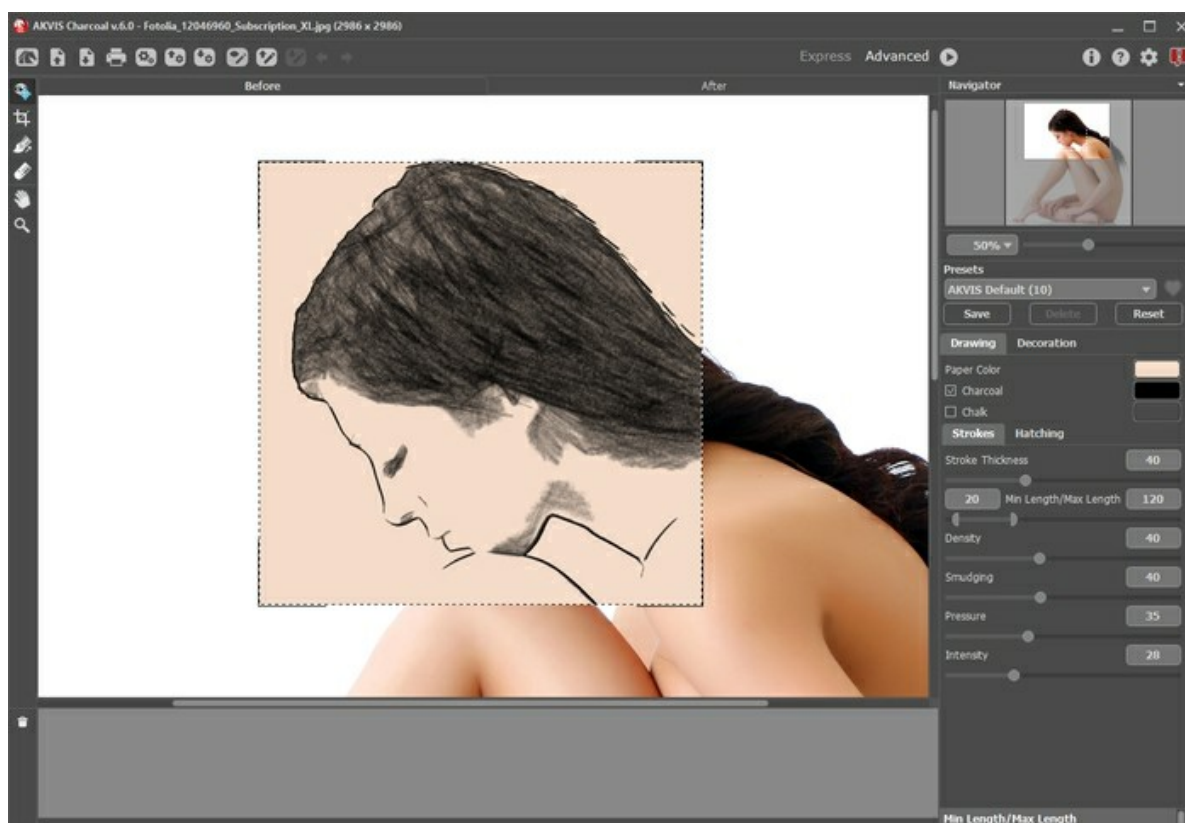 AKVIS Charcoal v.6.0 - Fotolia_12046960_Subscription_XL.jpg (2986 x 2986)
Express Advanced
Before After
Navigator
50%
Presets
AKVIS Default (10)
Save Delete Reset
Drawing Decoration
Paper Color
Charcoal
Chalk
Strokes Hatching
Stroke Thickness 40
20 Min Length/Max Length 120
Density 40
Smudging 40
Pressure 35
Intensity 28
Min Length/Max Length